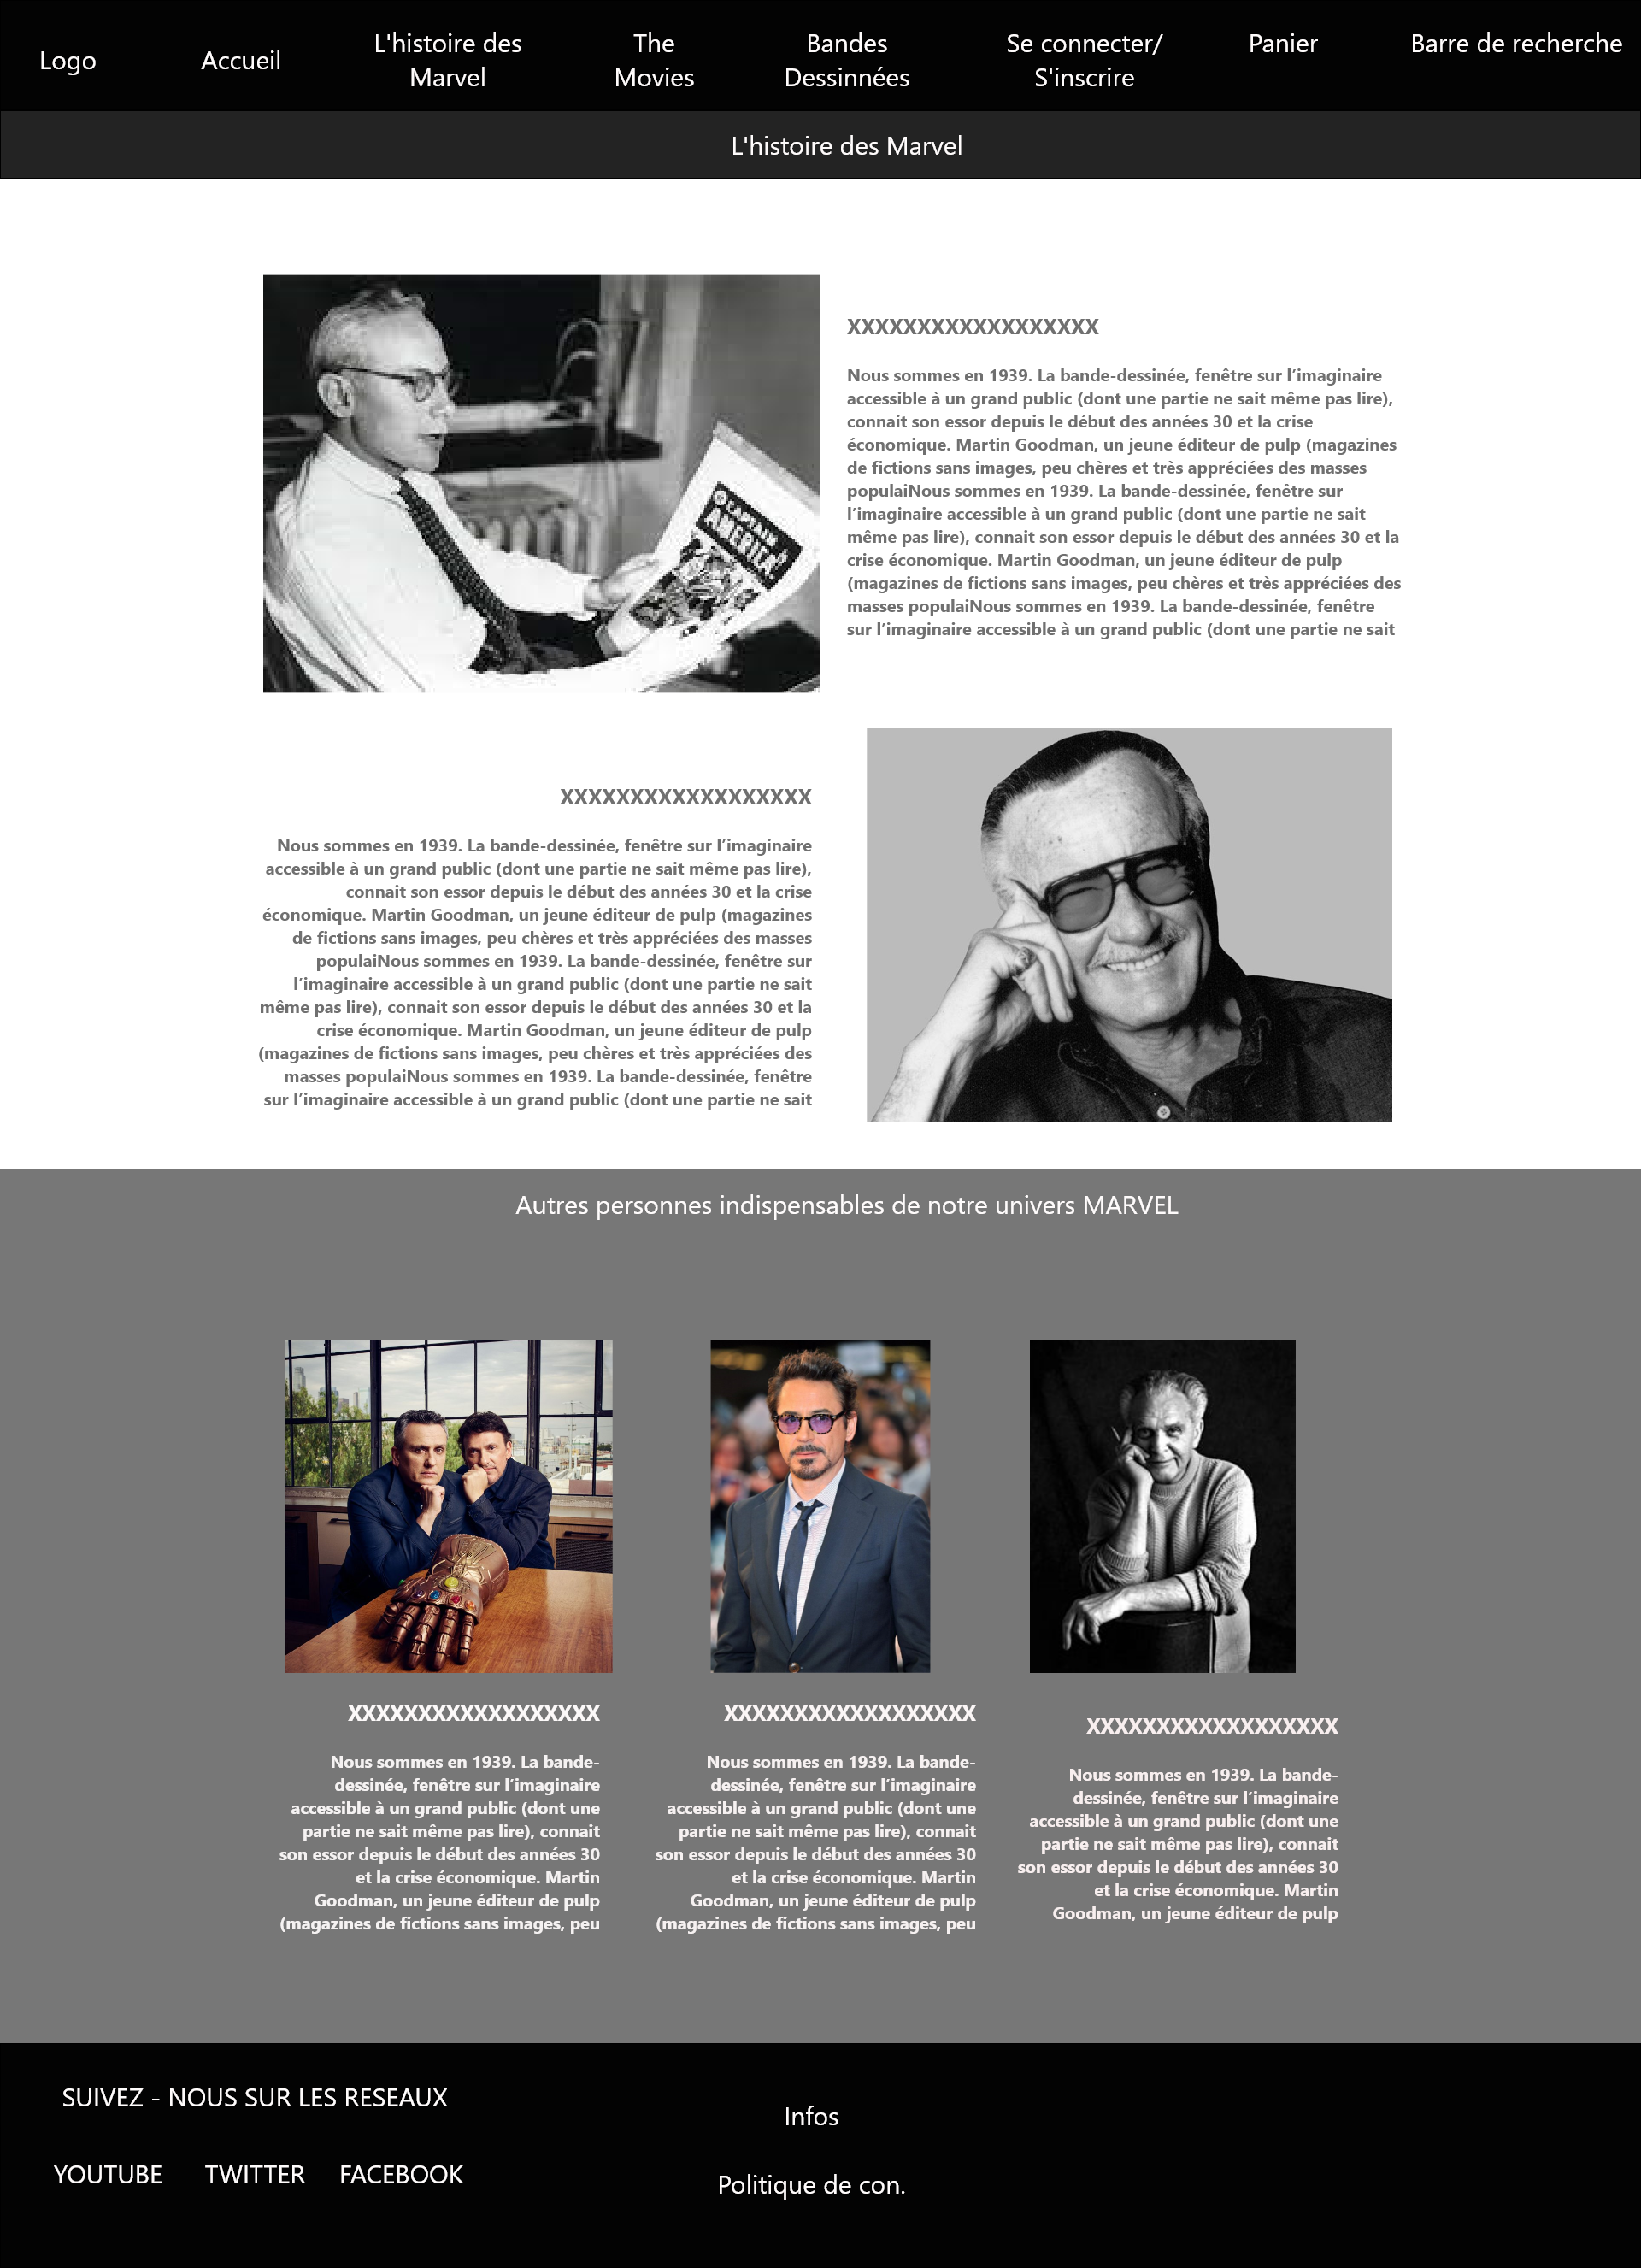 Logo
Accueil
L'histoire des
Marvel
The
Movies
Bandes
Dessinnées
Se connecter/
S'inscrire
Panier
Barre de recherche
L'histoire des Marvel
AMERICA
XXXXXXXXXXXXXXXXXX
Nous sommes en 1939. La bande-dessinée, fenêtre sur l’imaginaire
accessible à un grand public (dont une partie ne sait même pas lire),
connait son essor depuis le début des années 30 et la crise
économique. Martin Goodman, un jeune éditeur de pulp (magazines
de fictions sans images, peu chères et très appréciées des masses
populaiNous sommes en 1939. La bande-dessinée, fenêtre sur
l’imaginaire accessible à un grand public (dont une partie ne sait
même pas lire), connait son essor depuis le début des années 30 et la
crise économique. Martin Goodman, un jeune éditeur de pulp
(magazines de fictions sans images, peu chères et très appréciées des
masses populaiNous sommes en 1939. La bande-dessinée, fenêtre
sur l’imaginaire accessible à un grand public (dont une partie ne sait
XXXXXXXXXXXXXXXXXX
Nous sommes en 1939. La bande-dessinée, fenêtre sur l’imaginaire
accessible à un grand public (dont une partie ne sait même pas lire),
connait son essor depuis le début des années 30 et la crise
économique. Martin Goodman, un jeune éditeur de pulp (magazines
de fictions sans images, peu chères et très appréciées des masses
populaiNous sommes en 1939. La bande-dessinée, fenêtre sur
l’imaginaire accessible à un grand public (dont une partie ne sait
même pas lire), connait son essor depuis le début des années 30 et la
crise économique. Martin Goodman, un jeune éditeur de pulp
(magazines de fictions sans images, peu chères et très appréciées des
masses populaiNous sommes en 1939. La bande-dessinée, fenêtre
sur l’imaginaire accessible à un grand public (dont une partie ne sait
Autres personnes indispensables de notre univers MARVEL
XXXXXXXXXXXXXXXXXX
Nous sommes en 1939. La bande-
dessinée, fenêtre sur l’imaginaire
accessible à un grand public (dont une
partie ne sait même pas lire), connait
son essor depuis le début des années 30
et la crise économique. Martin
Goodman, un jeune éditeur de pulp
(magazines de fictions sans images, peu
XXXXXXXXXXXXXXXXXX
Nous sommes en 1939. La bande-
dessinée, fenêtre sur l’imaginaire
accessible à un grand public (dont une
partie ne sait même pas lire), connait
son essor depuis le début des années 30
et la crise économique. Martin
Goodman, un jeune éditeur de pulp
(magazines de fictions sans images, peu
XXXXXXXXXXXXXXXXXX
Nous sommes en 1939. La bande-
dessinée, fenêtre sur l’imaginaire
accessible à un grand public (dont une
partie ne sait même pas lire), connait
son essor depuis le début des années 30
et la crise économique. Martin
Goodman, un jeune éditeur de pulp
SUIVEZ - NOUS SUR LES RESEAUX
YOUTUBE
TWITTER
FACEBOOK
Infos
Politique de con.